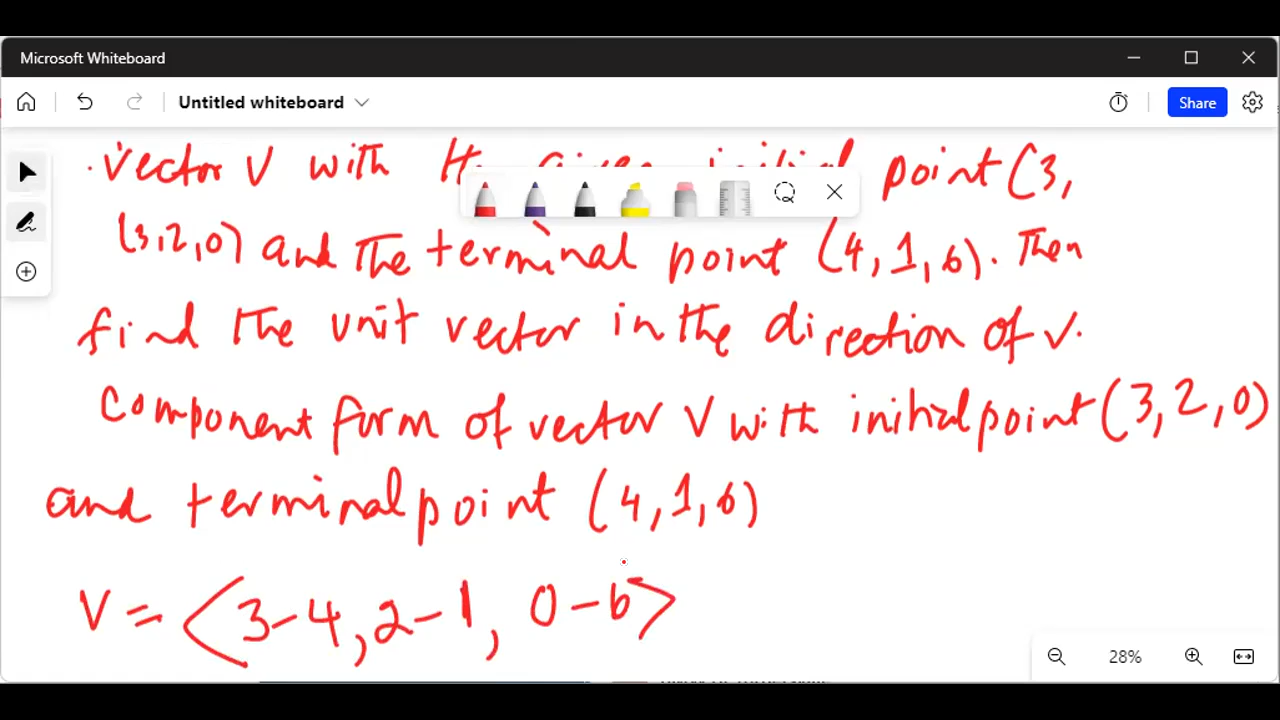 Microsoft Whiteboard
Untitled whiteboard
Share
vector V with point (3,
(3,2,0) and the terminal point (4,1,6). Then
find the unit vector in the direction of v.
component form of vector V with initial point (3,2,0)
and terminal point (4,1,6)
V = <3-4, 2-1, 0-6>
28%